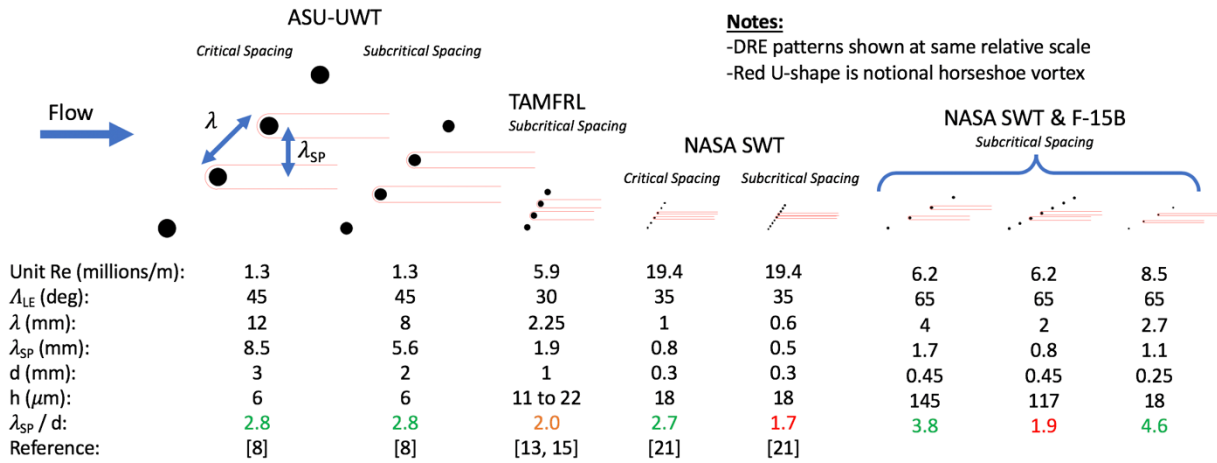 ASU-UWT
Critical Spacing Subcritical Spacing
Notes:
-DRE patterns shown at same relative scale
-Red U-shape is notional horseshoe vortex
Flow
λ
λSP
TAMFRL
Subcritical Spacing
NASA SWT
Critical Spacing Subcritical Spacing
NASA SWT & F-15B
Subcritical Spacing
Unit Re (millions/m) 1.3 1.3 5.9 19.4 19.4 6.2 6.2 8.5
ΛLE (deg): 45 45 30 35 35 65 65 65
λ (mm): 12 8 2.25 1 0.6 4 2 2.7
λSP (mm): 8.5 5.6 1.9 0.8 0.5 1.7 0.8 1.1
d (mm): 3 2 1 0.3 0.3 0.45 0.45 0.25
h (μm): 6 6 11 to 22 18 18 145 117 18
λSP / d: 2.8 2.8 2.0 2.7 1.7 3.8 1.9 4.6
Reference: [8] [8] [13, 15] [21] [21]